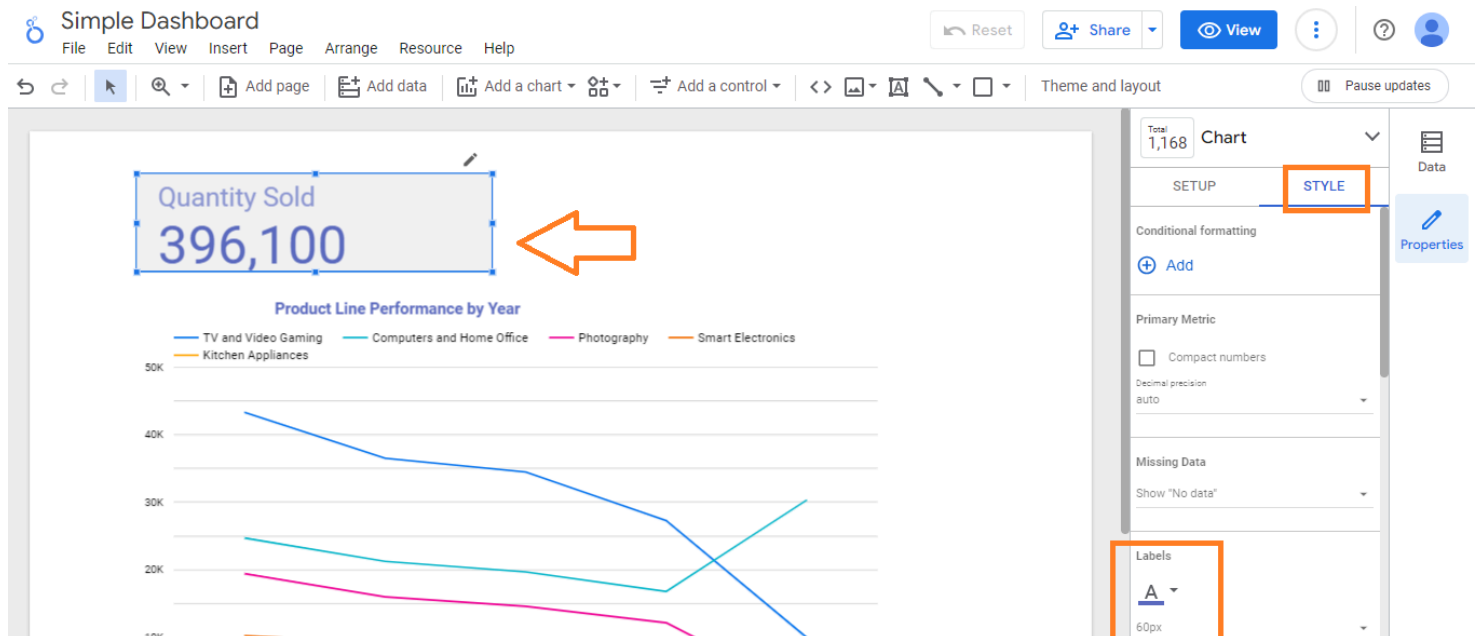 Simple Dashboard
File Edit View Insert Page Arrange Resource Help
Reset
Share
View
Add page
Add data
Add a chart
Add a control
Theme and layout
Pause updates
Quantity Sold
396,100
Product Line Performance by Year
TV and Video Gaming Computers and Home Office Photography Smart Electronics
Kitchen Appliances
50K
40K
30K
20K
Total
1,168
Chart
SETUP STYLE
Conditional formatting
Add
Primary Metric
Compact numbers
Decimal precision
auto
Missing Data
Show "No data"
Labels
A
60px
Data
Properties